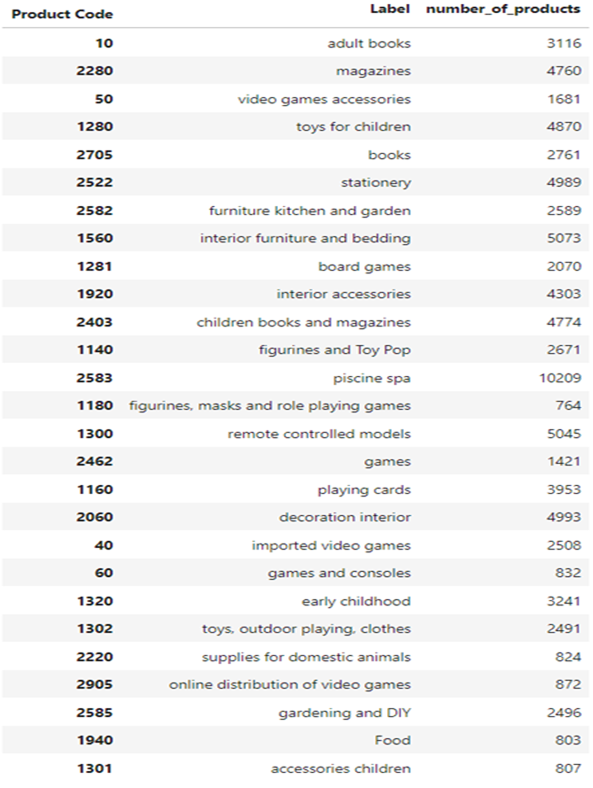 Product Code Label number_of_products
10 adult books 3116
2280 magazines 4760
50 video games accessories 1681
1280 toys for children 4870
2705 books 2761
2522 stationery 4989
2582 furniture kitchen and garden 2589
1560 interior furniture and bedding 5073
1281 board games 2070
1920 interior accessories 4303
2403 children books and magazines 4774
1140 figurines and Toy Pop 2671
2583 piscine spa 10209
1180 figurines, masks and role playing games 764
1300 remote controlled models 5045
2462 games 1421
1160 playing cards 3953
2060 decoration interior 4993
40 imported video games 2508
60 games and consoles 832
1320 early childhood 3241
1302 toys, outdoor playing, clothes 2491
2220 supplies for domestic animals 824
2905 online distribution of video games 872
2585 gardening and DIY 2496
1940 Food 803
1301 accessories children 807